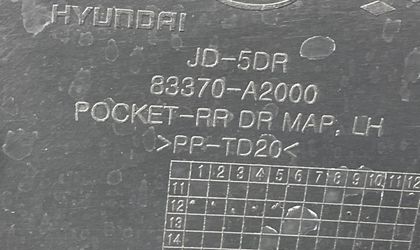 HYUNDAI
JD-5DR
83370-A2000
POCKET-RR DR MAP, LH
>PP-TD20<
1 2 3 4 5 6 7 8 9 10 11 12
11
12
13
14